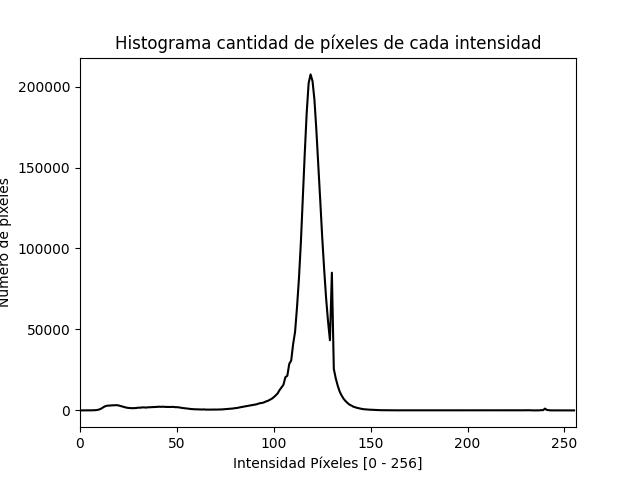 Histograma cantidad de píxeles de cada intensidad
200000
150000
100000
50000
0
Número de píxeles
0 50 100 150 200 250
Intensidad Píxeles [0 - 256]